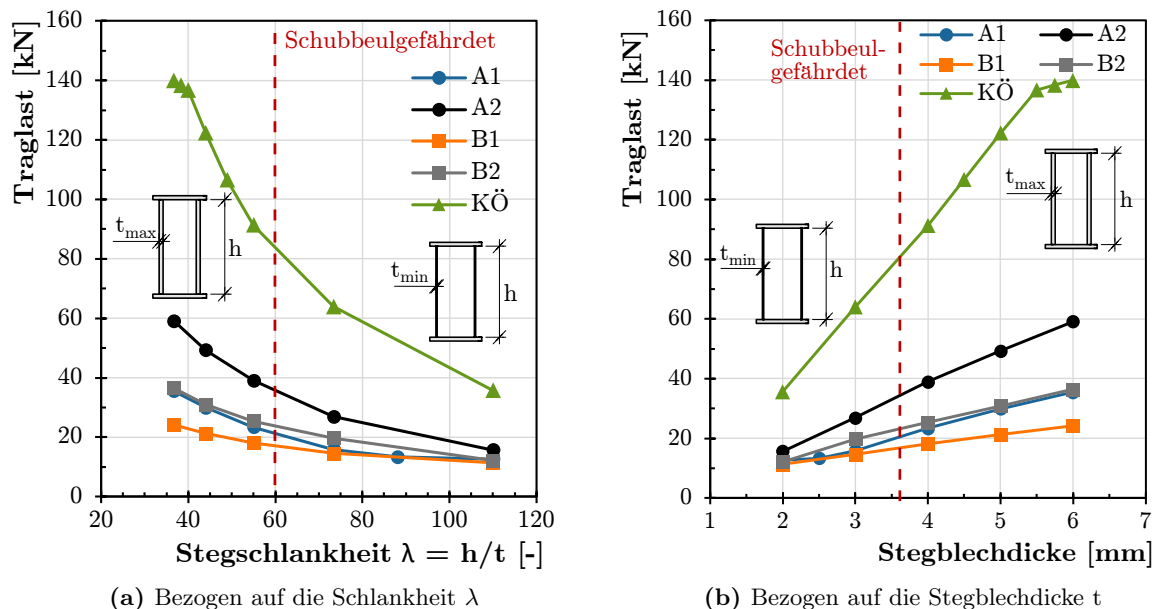 Traglast [kN]
160
140
120
100
80
60
40
20
0
Schubbeulgefährdet
A1
A2
B1
B2
KÖ
t_max
h
t_min
h
20 40 60 80 100 120
Stegschlankheit λ = h/t [-]
(a) Bezogen auf die Schlankheit λ
Traglast [kN]
160
140
120
100
80
60
40
20
0
Schubbeul-
gefährdet
A1 A2
B1 B2
KÖ
t_max
h
t_min
h
1 2 3 4 5 6 7
Stegblechdicke [mm]
(b) Bezogen auf die Stegblechdicke t